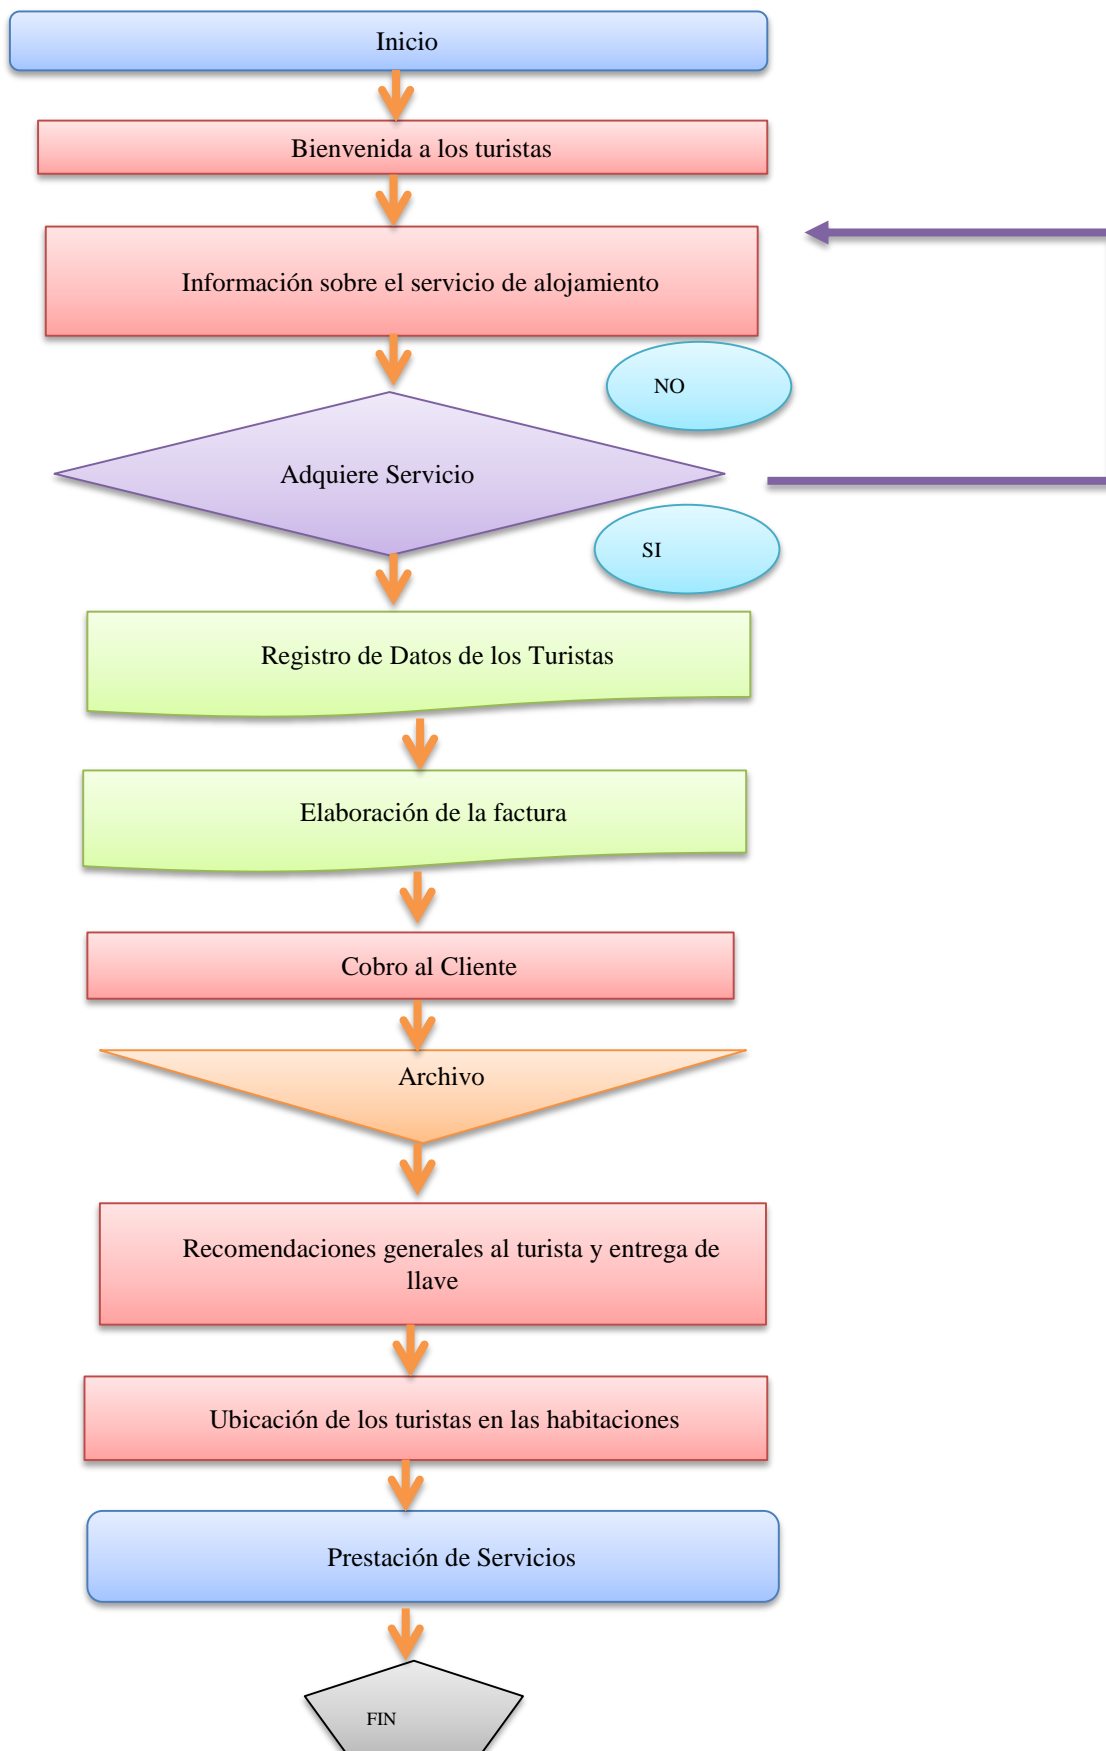 Inicio
Bienvenida a los turistas
Información sobre el servicio de alojamiento
NO
Adquiere Servicio
SI
Registro de Datos de los Turistas
Elaboración de la factura
Cobro al Cliente
Archivo
Recomendaciones generales al turista y entrega de
llave
Ubicación de los turistas en las habitaciones
Prestación de Servicios
FIN